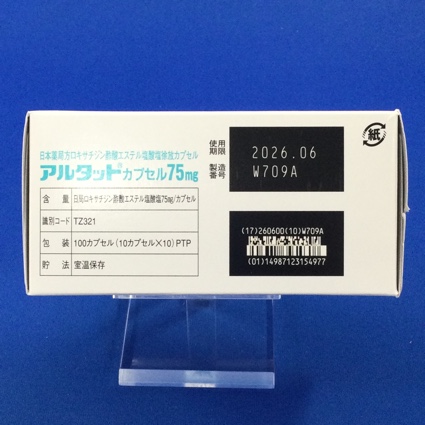 日本薬局方ロキサチジン酢酸エステル塩酸塩徐放カプセル
アルタット®カプセル75mg
含量 日局ロキサチジン酢酸エステル塩酸塩75mg/カプセル
識別コード TZ321
包装 100カプセル(10カプセル×10)PTP
貯法 室温保存
使用期限 2026.06
製造番号 W709A
(17)260600(10)W709A
(01)14987123154977
紙